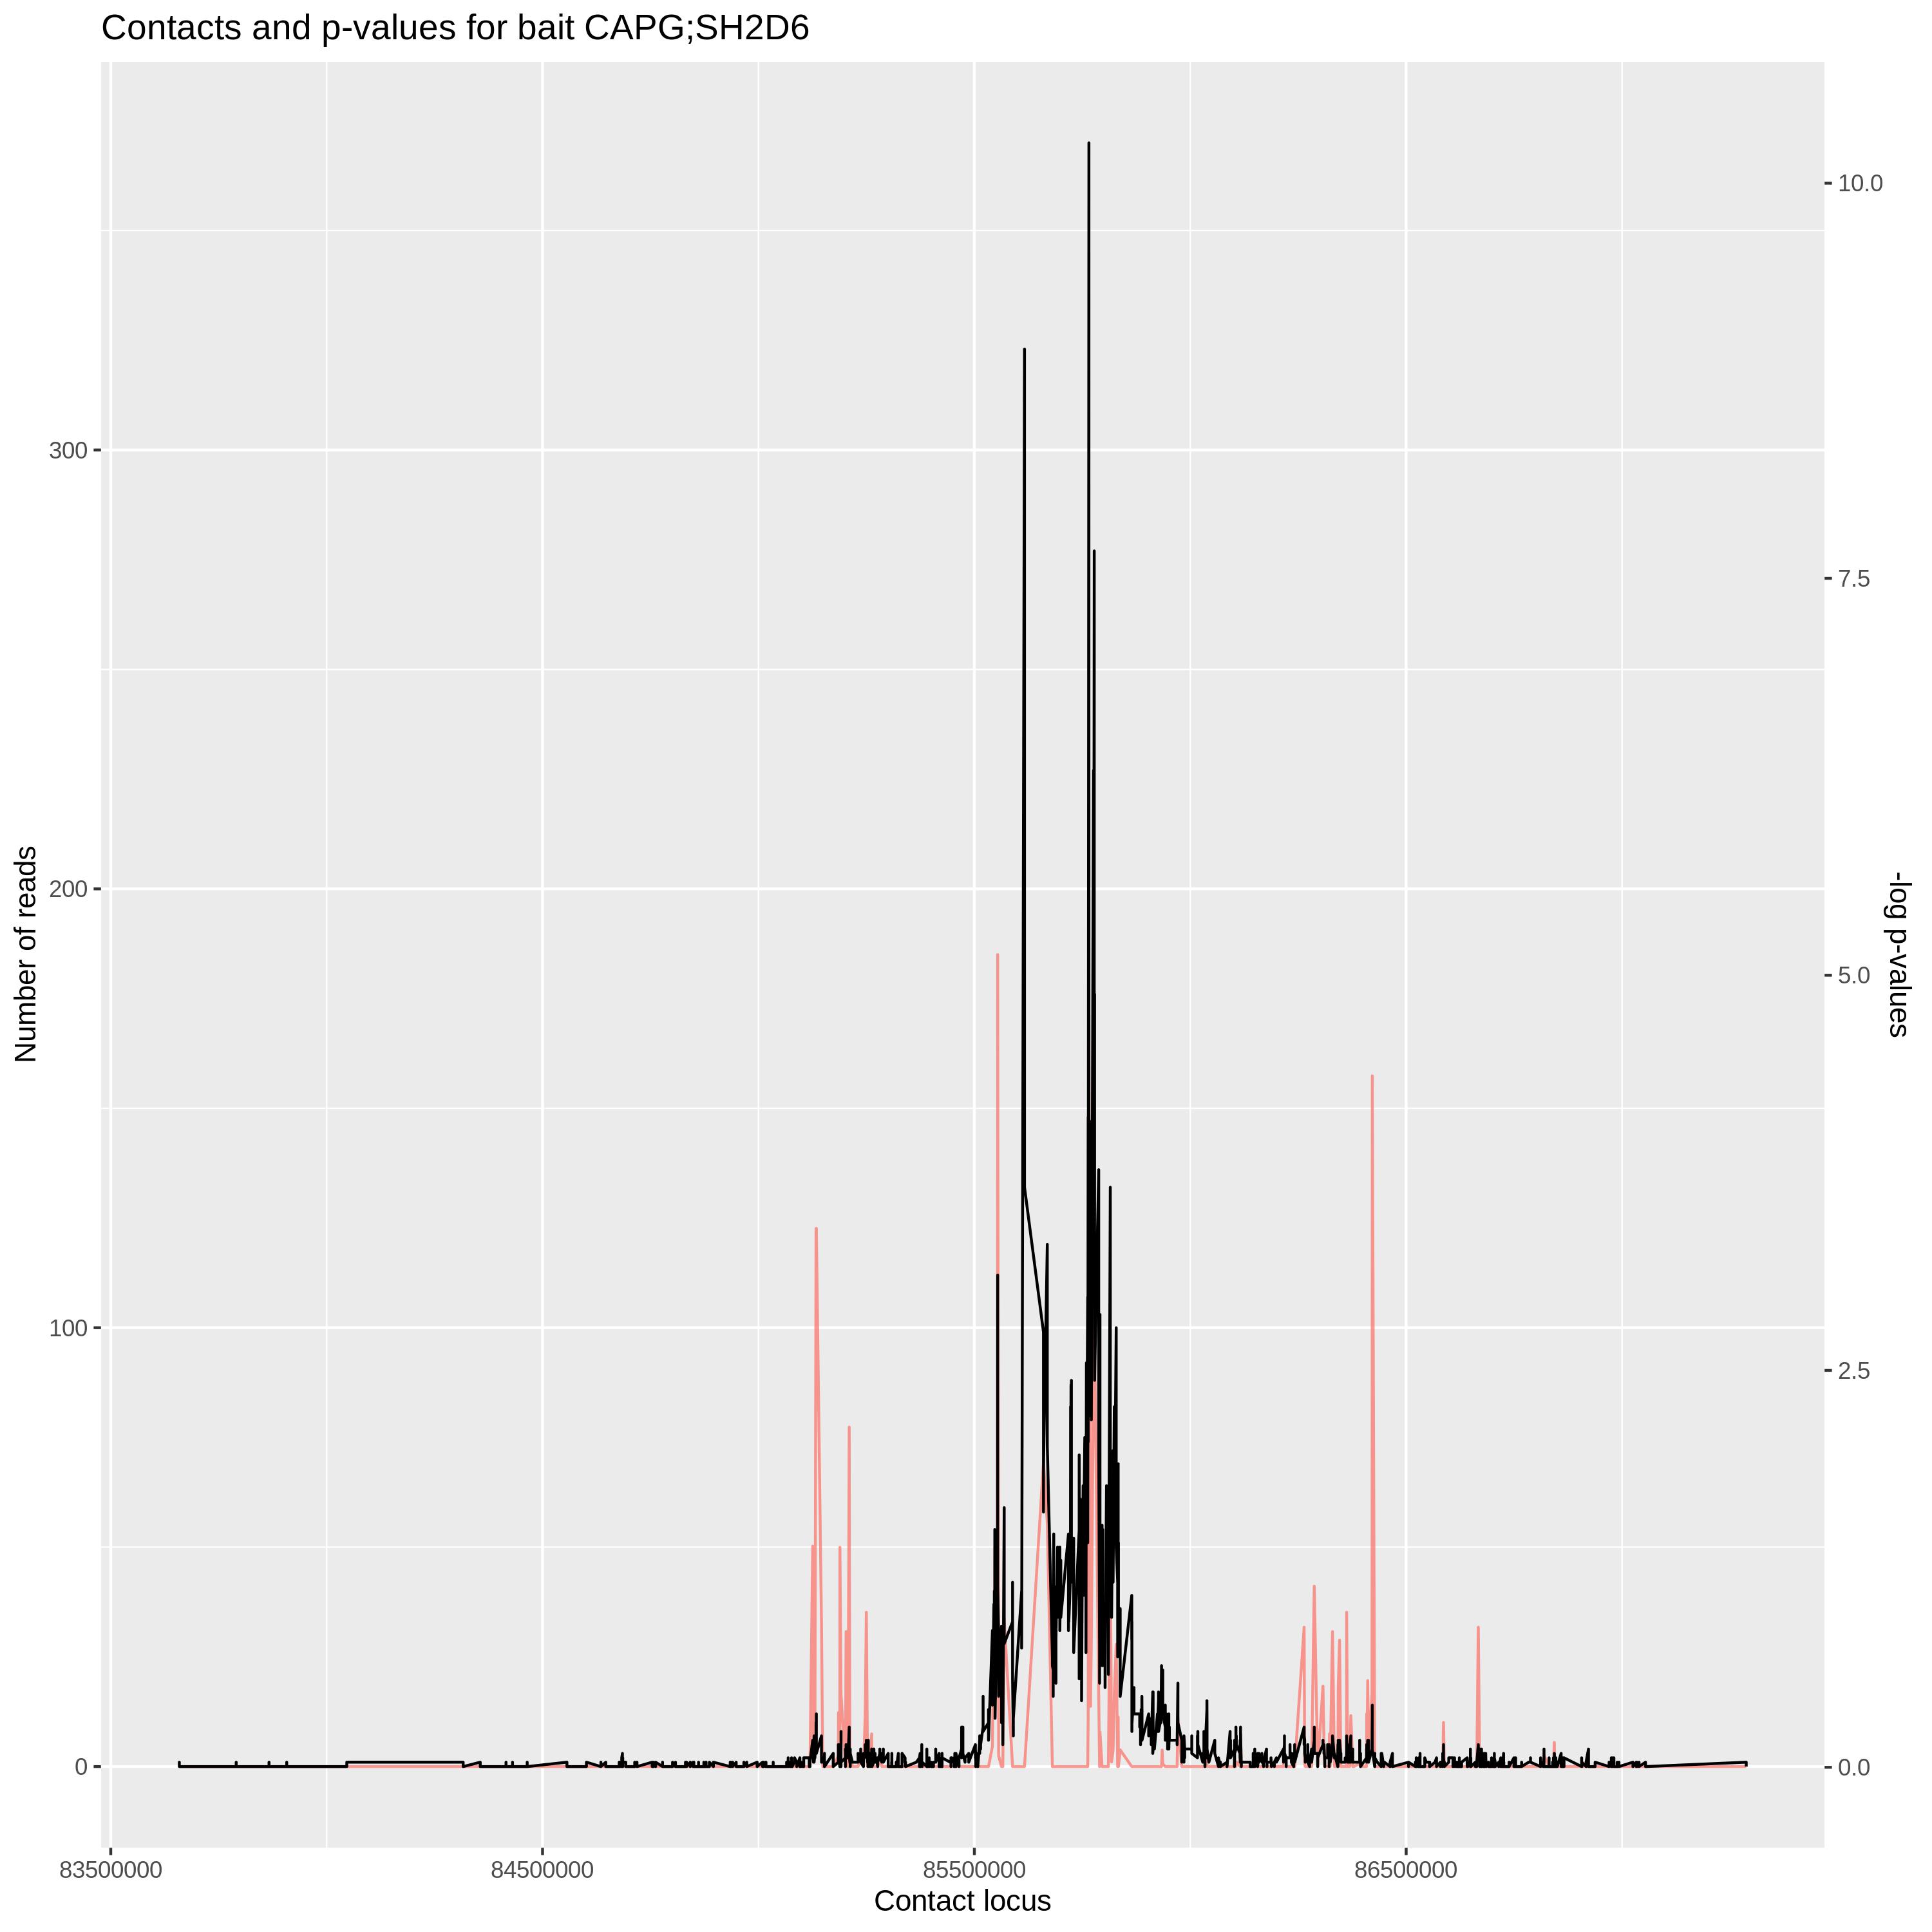 Contacts and p-values for bait CAPG;SH2D6
Number of reads
300
200
100
0
10.0
7.5
5.0
2.5
0.0
-log p-values
83500000 84500000 85500000 86500000
Contact locus